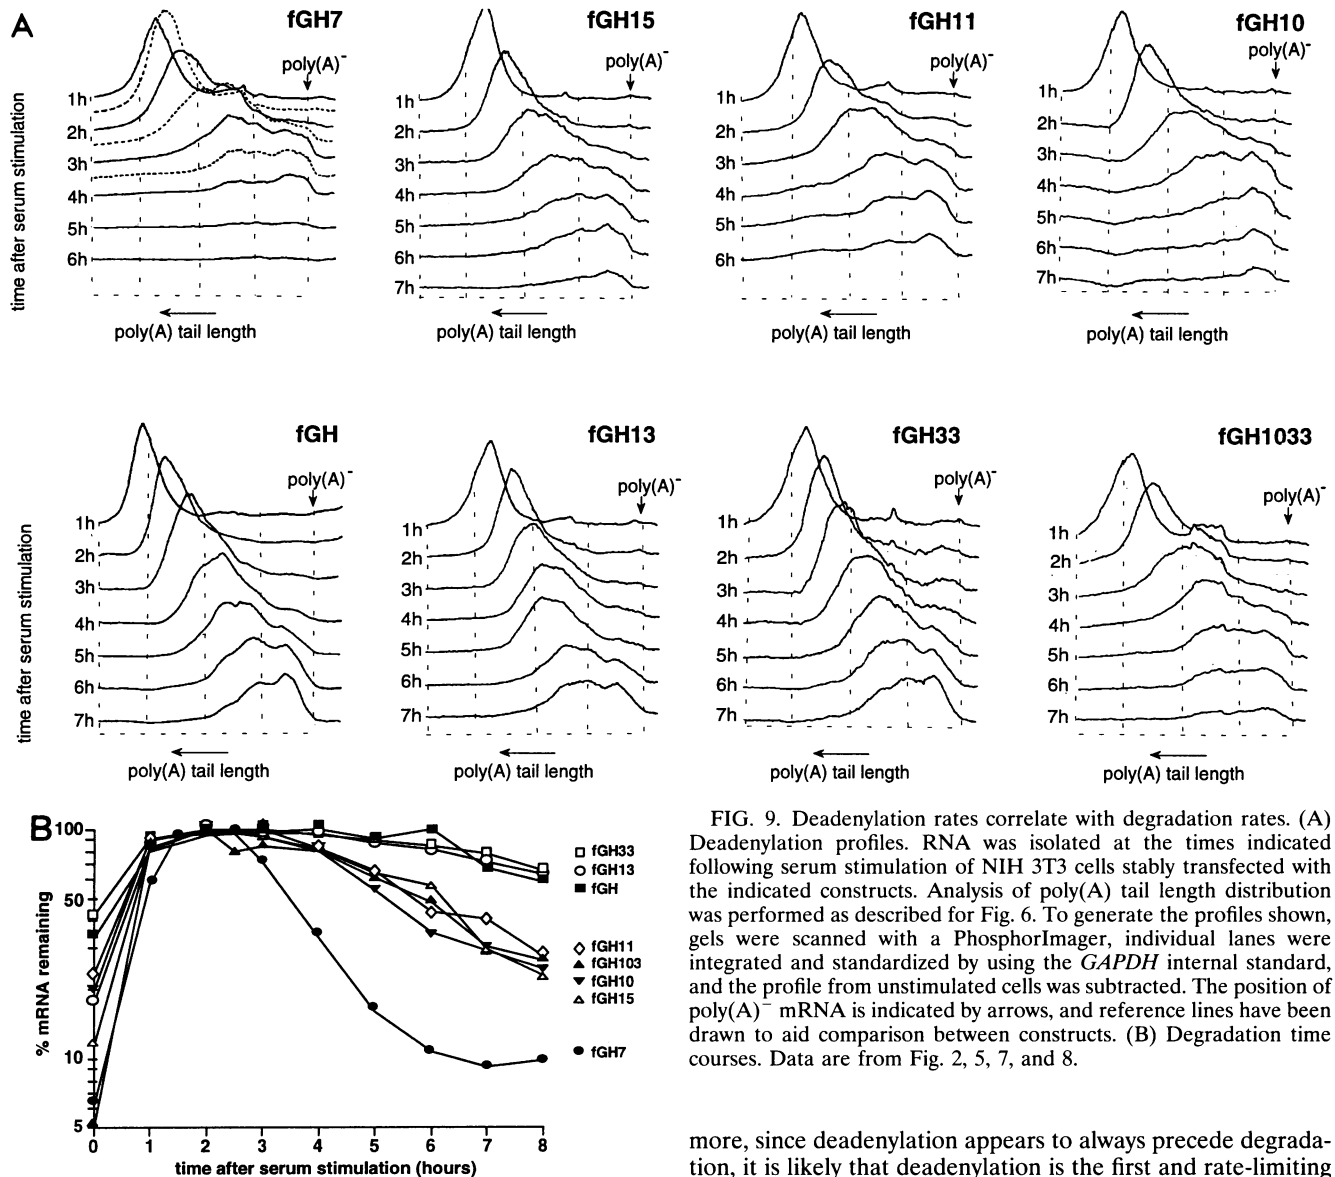 A
fGH7
fGH15
fGH11
fGH10
poly(A)⁻
poly(A)⁻
poly(A)⁻
poly(A)⁻
time after serum stimulation
1h
2h
3h
4h
5h
6h
1h
2h
3h
4h
5h
6h
7h
1h
2h
3h
4h
5h
6h
1h
2h
3h
4h
5h
6h
7h
poly(A) tail length
poly(A) tail length
poly(A) tail length
poly(A) tail length
fGH
fGH13
fGH33
fGH1033
poly(A)⁻
poly(A)⁻
poly(A)⁻
poly(A)⁻
time after serum stimulation
1h
2h
3h
4h
5h
6h
7h
1h
2h
3h
4h
5h
6h
7h
1h
2h
3h
4h
5h
6h
7h
1h
2h
3h
4h
5h
6h
7h
poly(A) tail length
poly(A) tail length
poly(A) tail length
poly(A) tail length
B
% mRNA remaining
100
50
10
5
0 1 2 3 4 5 6 7 8
time after serum stimulation (hours)
fGH33
fGH13
fGH
fGH11
fGH103
fGH10
fGH15
fGH7
FIG. 9. Deadenylation rates correlate with degradation rates. (A)
Deadenylation profiles. RNA was isolated at the times indicated
following serum stimulation of NIH 3T3 cells stably transfected with
the indicated constructs. Analysis of poly(A) tail length distribution
was performed as described for Fig. 6. To generate the profiles shown,
gels were scanned with a PhosphorImager, individual lanes were
integrated and standardized by using the GAPDH internal standard,
and the profile from unstimulated cells was subtracted. The position of
poly(A)⁻ mRNA is indicated by arrows, and reference lines have been
drawn to aid comparison between constructs. (B) Degradation time
courses. Data are from Fig. 2, 5, 7, and 8.
more, since deadenylation appears to always precede degrada-
tion, it is likely that deadenylation is the first and rate-limiting